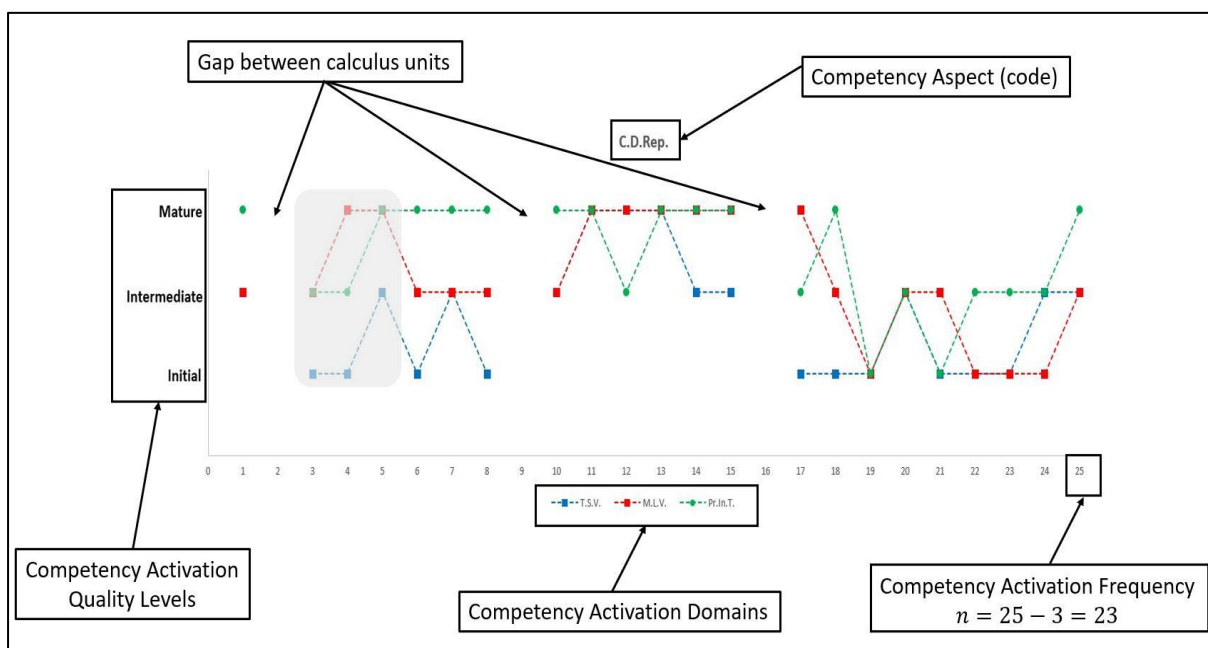 Gap between calculus units
Competency Aspect (code)
C.D.Rep.
Mature
Intermediate
Initial
0 1 2 3 4 5 6 7 8 9 10 11 12 13 14 15 16 17 18 19 20 21 22 23 24 25
T.S.V. M.L.V. Pr.In.T.
Competency Activation
Quality Levels
Competency Activation Domains
Competency Activation Frequency
n = 25 − 3 = 23